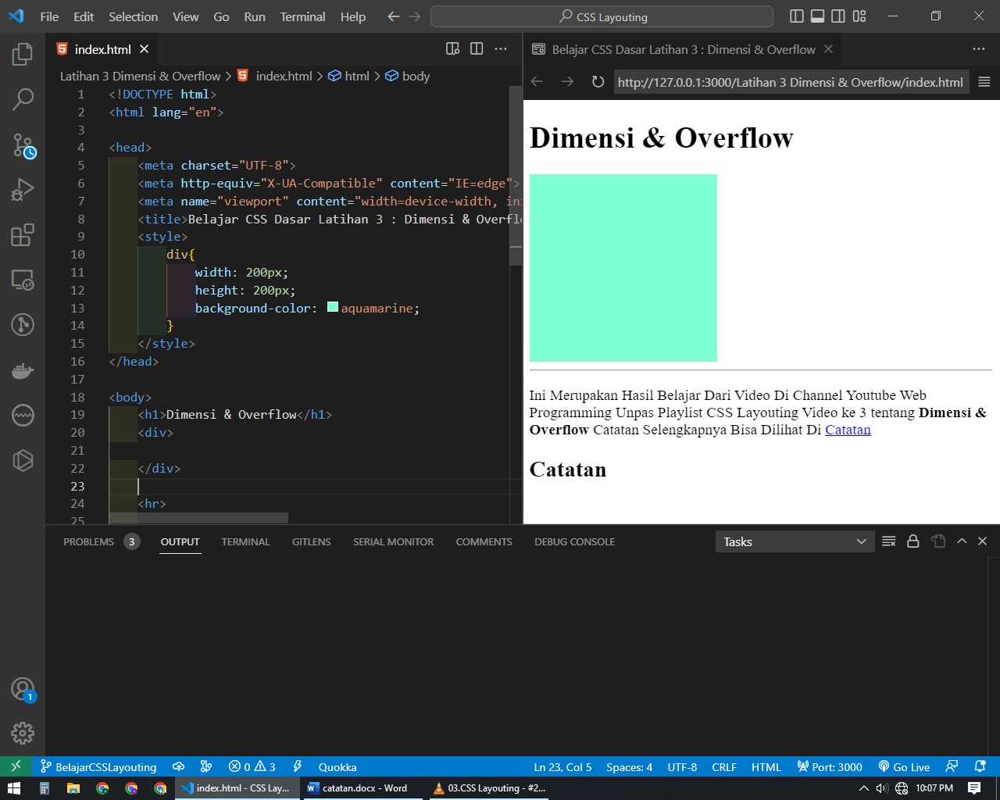 File Edit Selection View Go Run Terminal Help CSS Layouting
index.html
Belajar CSS Dasar Latihan 3 : Dimensi & Overflow
Latihan 3 Dimensi & Overflow > index.html > html > body
http://127.0.0.1:3000/Latihan 3 Dimensi & Overflow/index.html
1 <!DOCTYPE html>
2 <html lang="en">
3
4 <head>
5 <meta charset="UTF-8">
6 <meta http-equiv="X-UA-Compatible" content="IE=edge">
7 <meta name="viewport" content="width=device-width, in
8 <title>Belajar CSS Dasar Latihan 3 : Dimensi & Overfl
9 <style>
10 div{
11 width: 200px;
12 height: 200px;
13 background-color: aquamarine;
14 }
15 </style>
16 </head>
17
18 <body>
19 <h1>Dimensi & Overflow</h1>
20 <div>
21
22 </div>
23
24 <hr>
25
Dimensi & Overflow
Ini Merupakan Hasil Belajar Dari Video Di Channel Youtube Web
Programming Unpas Playlist CSS Layouting Video ke 3 tentang Dimensi &
Overflow Catatan Selengkapnya Bisa Dilihat Di Catatan
Catatan
PROBLEMS 3 OUTPUT TERMINAL GITLENS SERIAL MONITOR COMMENTS DEBUG CONSOLE Tasks
1
BelajarCSSLayouting 0 3 Quokka Ln 23, Col 5 Spaces: 4 UTF-8 CRLF HTML Port: 3000 Go Live
index.html - CSS Lay... catatan.docx - Word 03.CSS Layouting - #2... 10:07 PM